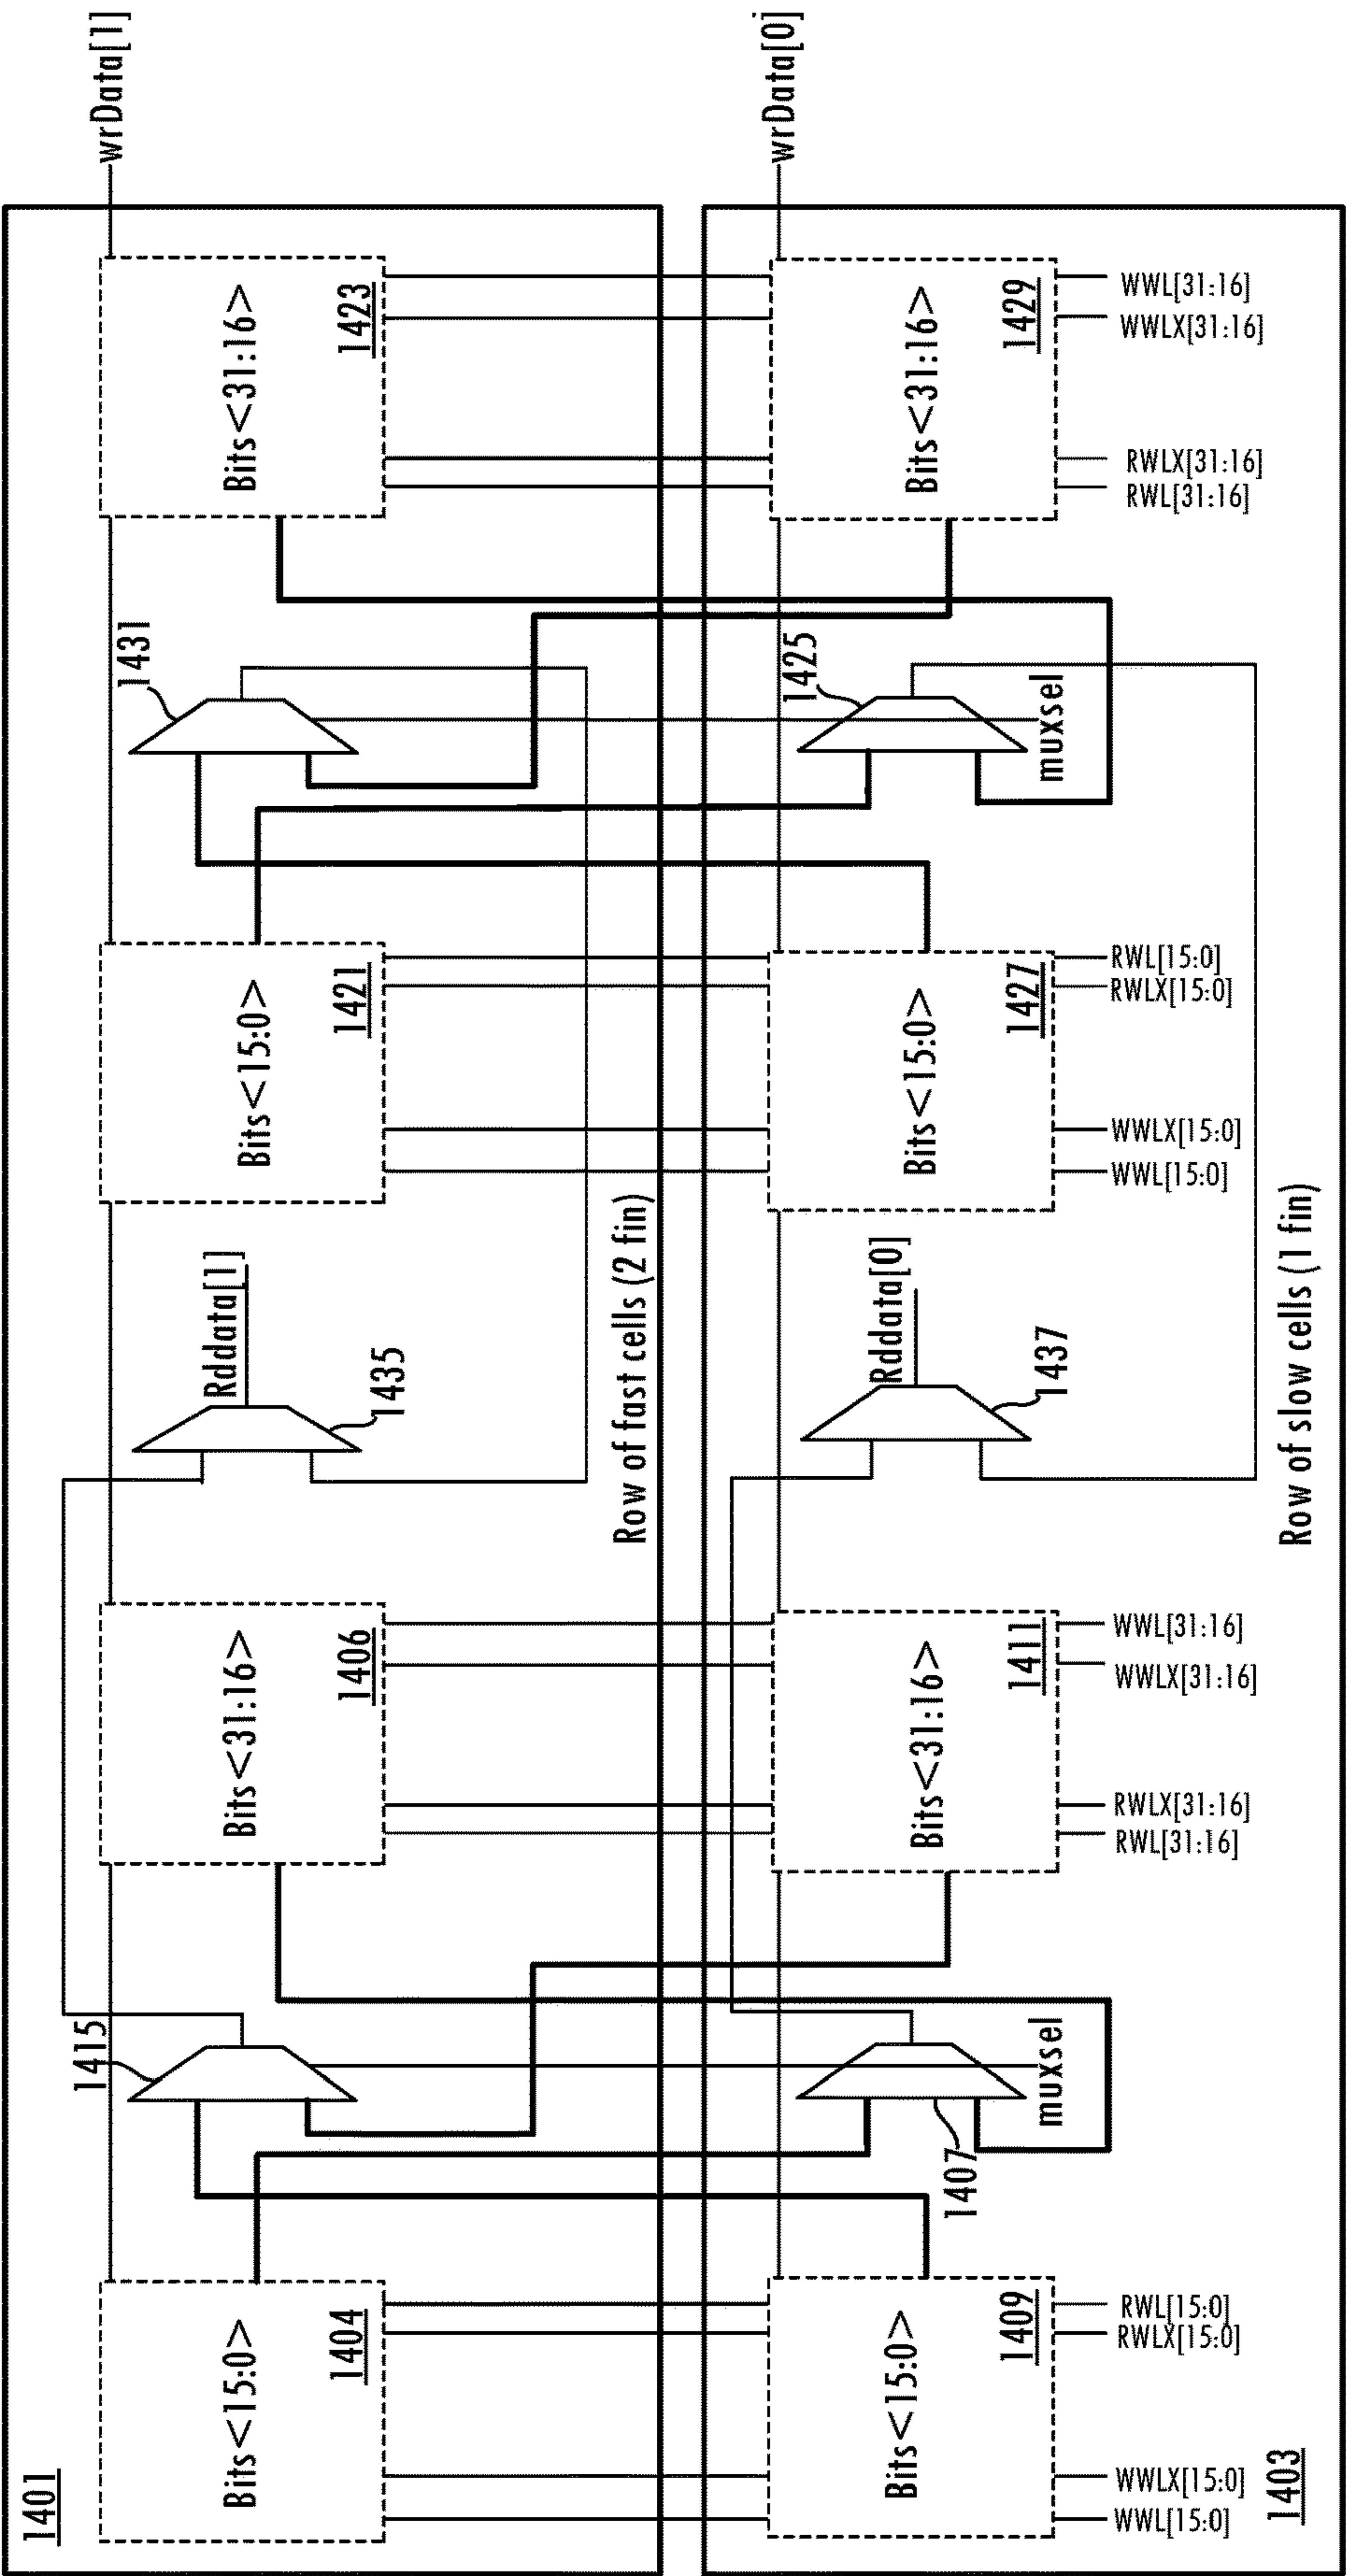 1401
Bits<15:0>
1404
1415
Bits<31:16>
1406
Rddata[1]
1435
Row of fast cells (2 fin)
Bits<15:0>
1421
1431
Bits<31:16>
1423
wrData[1]
Bits<15:0>
1409
1407
muxsel
Bits<31:16>
1411
Rddata[0]
1437
Bits<15:0>
1427
1425
muxsel
Bits<31:16>
1429
wrData[0]
WWL[15:0]
WWLX[15:0]
RWLX[15:0]
RWL[15:0]
RWL[31:16]
RWLX[31:16]
WWLX[31:16]
WWL[31:16]
WWL[15:0]
WWLX[15:0]
RWLX[15:0]
RWL[15:0]
RWL[31:16]
RWLX[31:16]
WWLX[31:16]
WWL[31:16]
1403
Row of slow cells (1 fin)